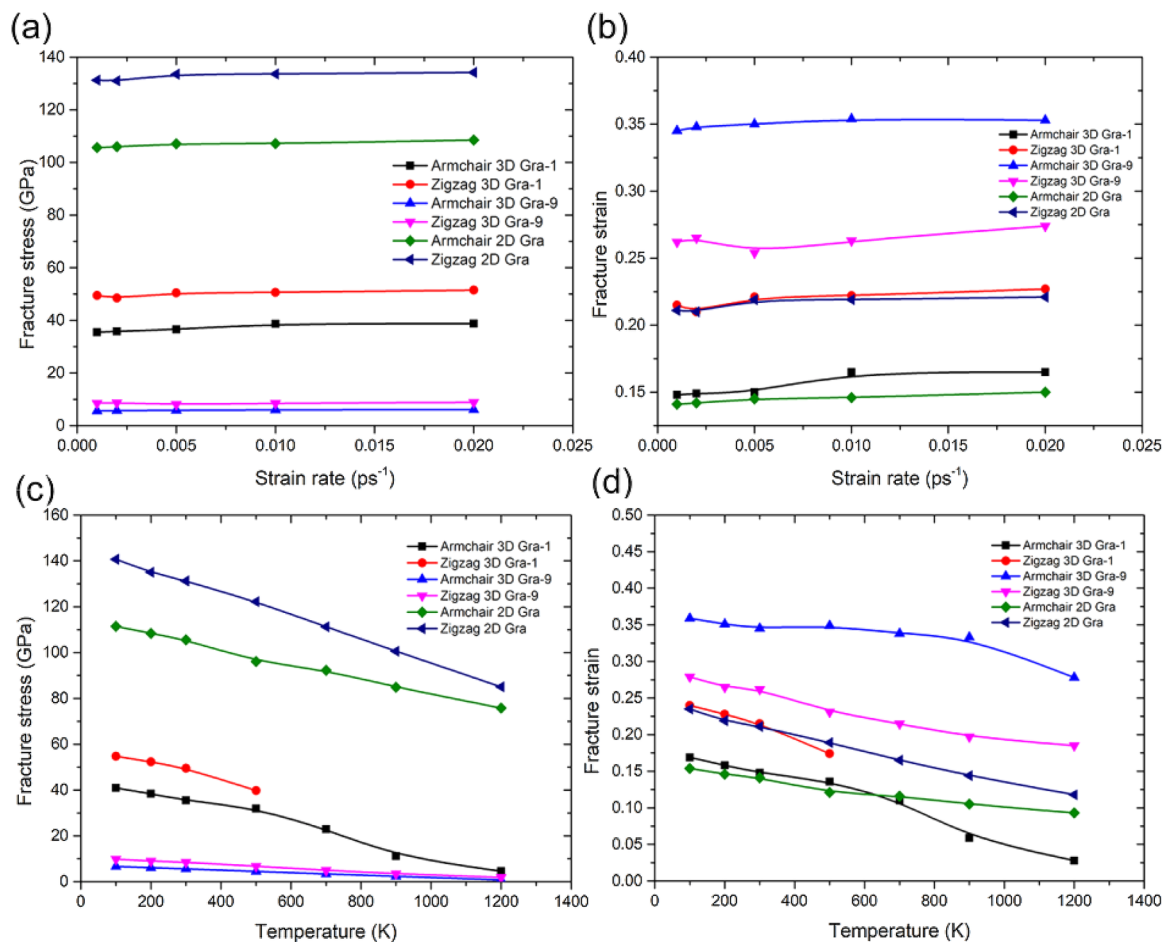 (a)
140
120
100
80
60
40
20
0
Fracture stress (GPa)
Armchair 3D Gra-1
Zigzag 3D Gra-1
Armchair 3D Gra-9
Zigzag 3D Gra-9
Armchair 2D Gra
Zigzag 2D Gra
0.000 0.005 0.010 0.015 0.020 0.025
Strain rate (ps⁻¹)
(b)
0.40
0.35
0.30
0.25
0.20
0.15
Fracture strain
Armchair 3D Gra-1
Zigzag 3D Gra-1
Armchair 3D Gra-9
Zigzag 3D Gra-9
Armchair 2D Gra
Zigzag 2D Gra
0.000 0.005 0.010 0.015 0.020 0.025
Strain rate (ps⁻¹)
(c)
160
140
120
100
80
60
40
20
0
Fracture stress (GPa)
Armchair 3D Gra-1
Zigzag 3D Gra-1
Armchair 3D Gra-9
Zigzag 3D Gra-9
Armchair 2D Gra
Zigzag 2D Gra
0 200 400 600 800 1000 1200 1400
Temperature (K)
(d)
0.50
0.45
0.40
0.35
0.30
0.25
0.20
0.15
0.10
0.05
0.00
Fracture strain
Armchair 3D Gra-1
Zigzag 3D Gra-1
Armchair 3D Gra-9
Zigzag 3D Gra-9
Armchair 2D Gra
Zigzag 2D Gra
0 200 400 600 800 1000 1200 1400
Temperature (K)